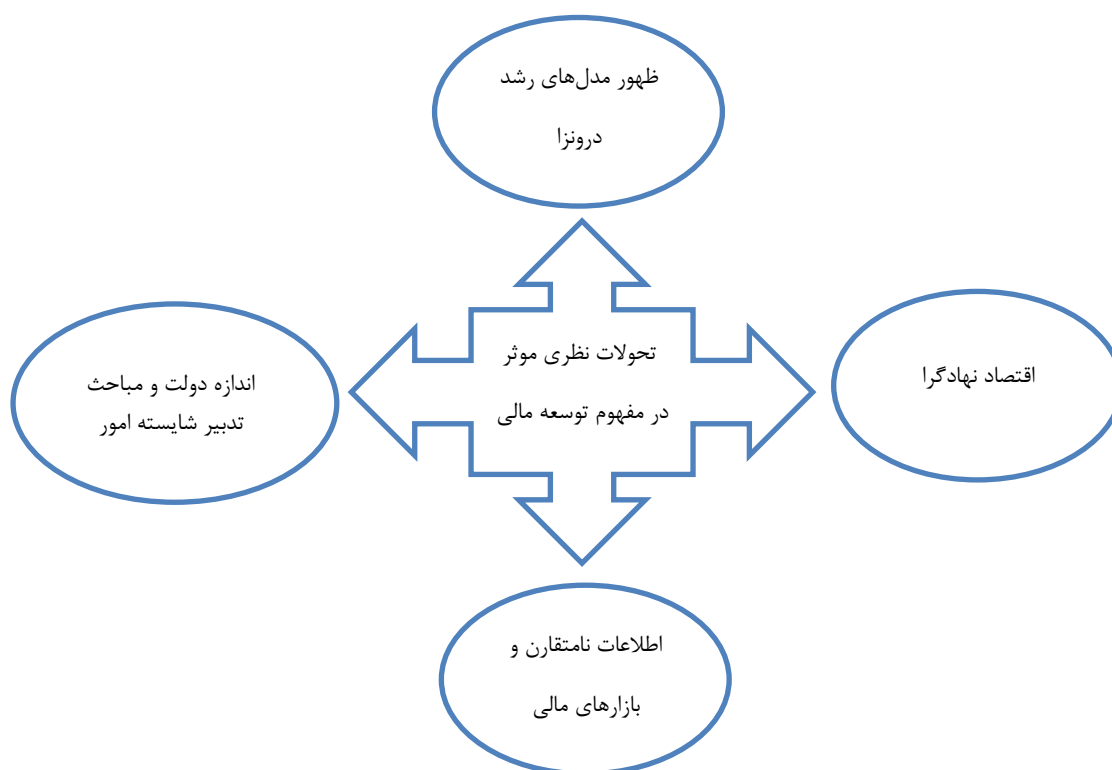 ظهور مدل‌های رشد
درونزا
تحولات نظری موثر
در مفهوم توسعه مالی
اقتصاد نهادگرا
اندازه دولت و مباحث
تدبیر شایسته امور
اطلاعات نامتقارن و
بازارهای مالی